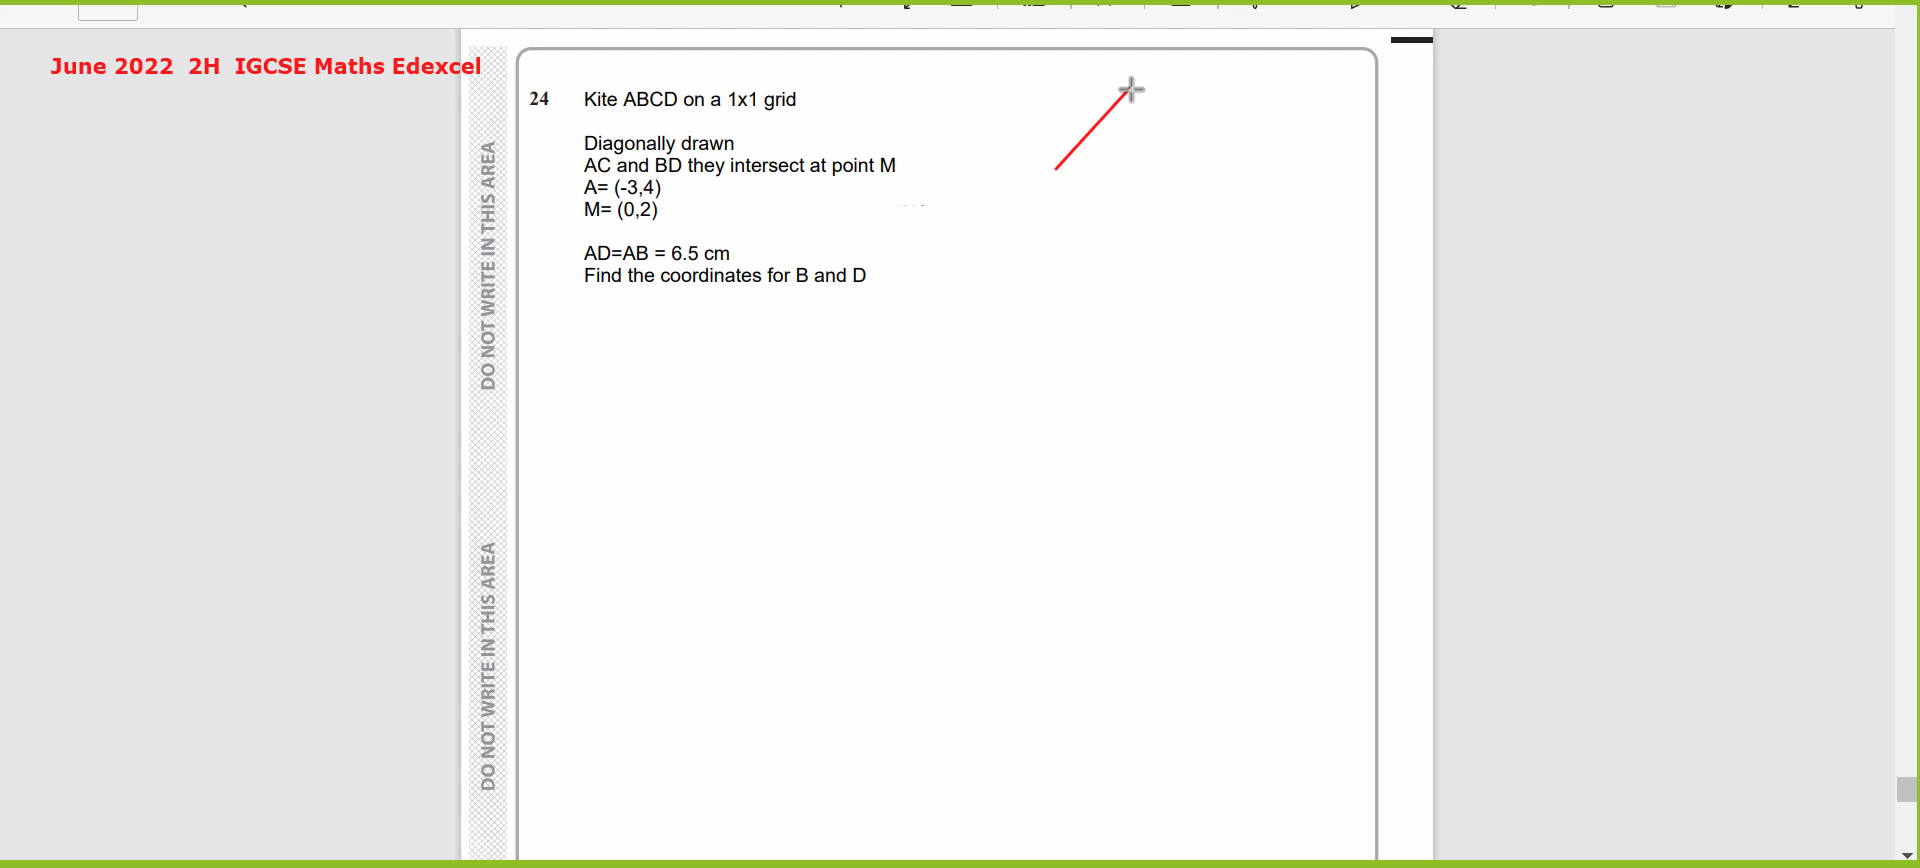 June 2022 2H IGCSE Maths Edexcel
24 Kite ABCD on a 1x1 grid
Diagonally drawn
AC and BD they intersect at point M
A= (-3,4)
M= (0,2)
AD=AB = 6.5 cm
Find the coordinates for B and D
DO NOT WRITE IN THIS AREA
DO NOT WRITE IN THIS AREA